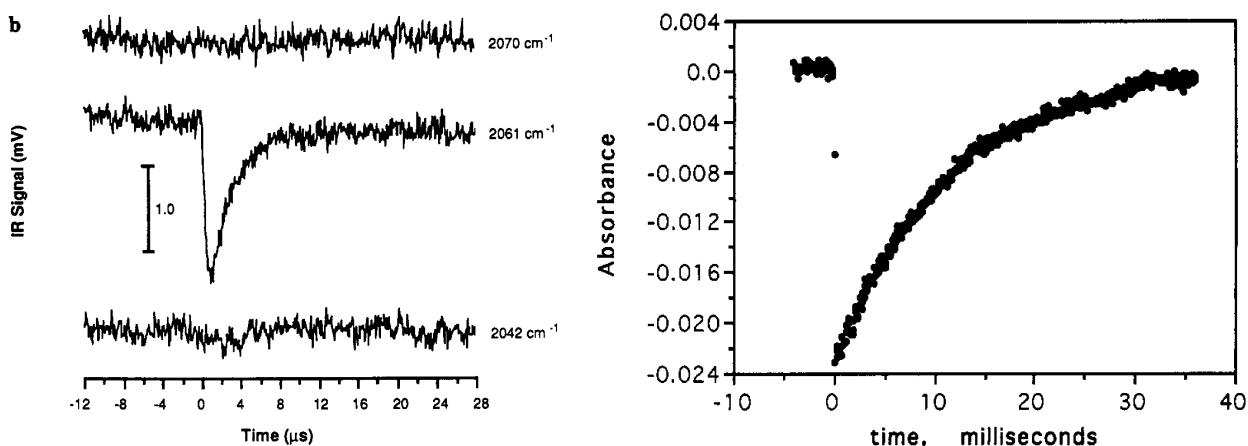 b
IR Signal (mV)
2070 cm⁻¹
2061 cm⁻¹
1.0
2042 cm⁻¹
-12 -8 -4 0 4 8 12 16 20 24 28
Time (μs)
Absorbance
0.004
0.0
-0.004
-0.008
-0.012
-0.016
-0.020
-0.024
-10 0 10 20 30 40
time, milliseconds